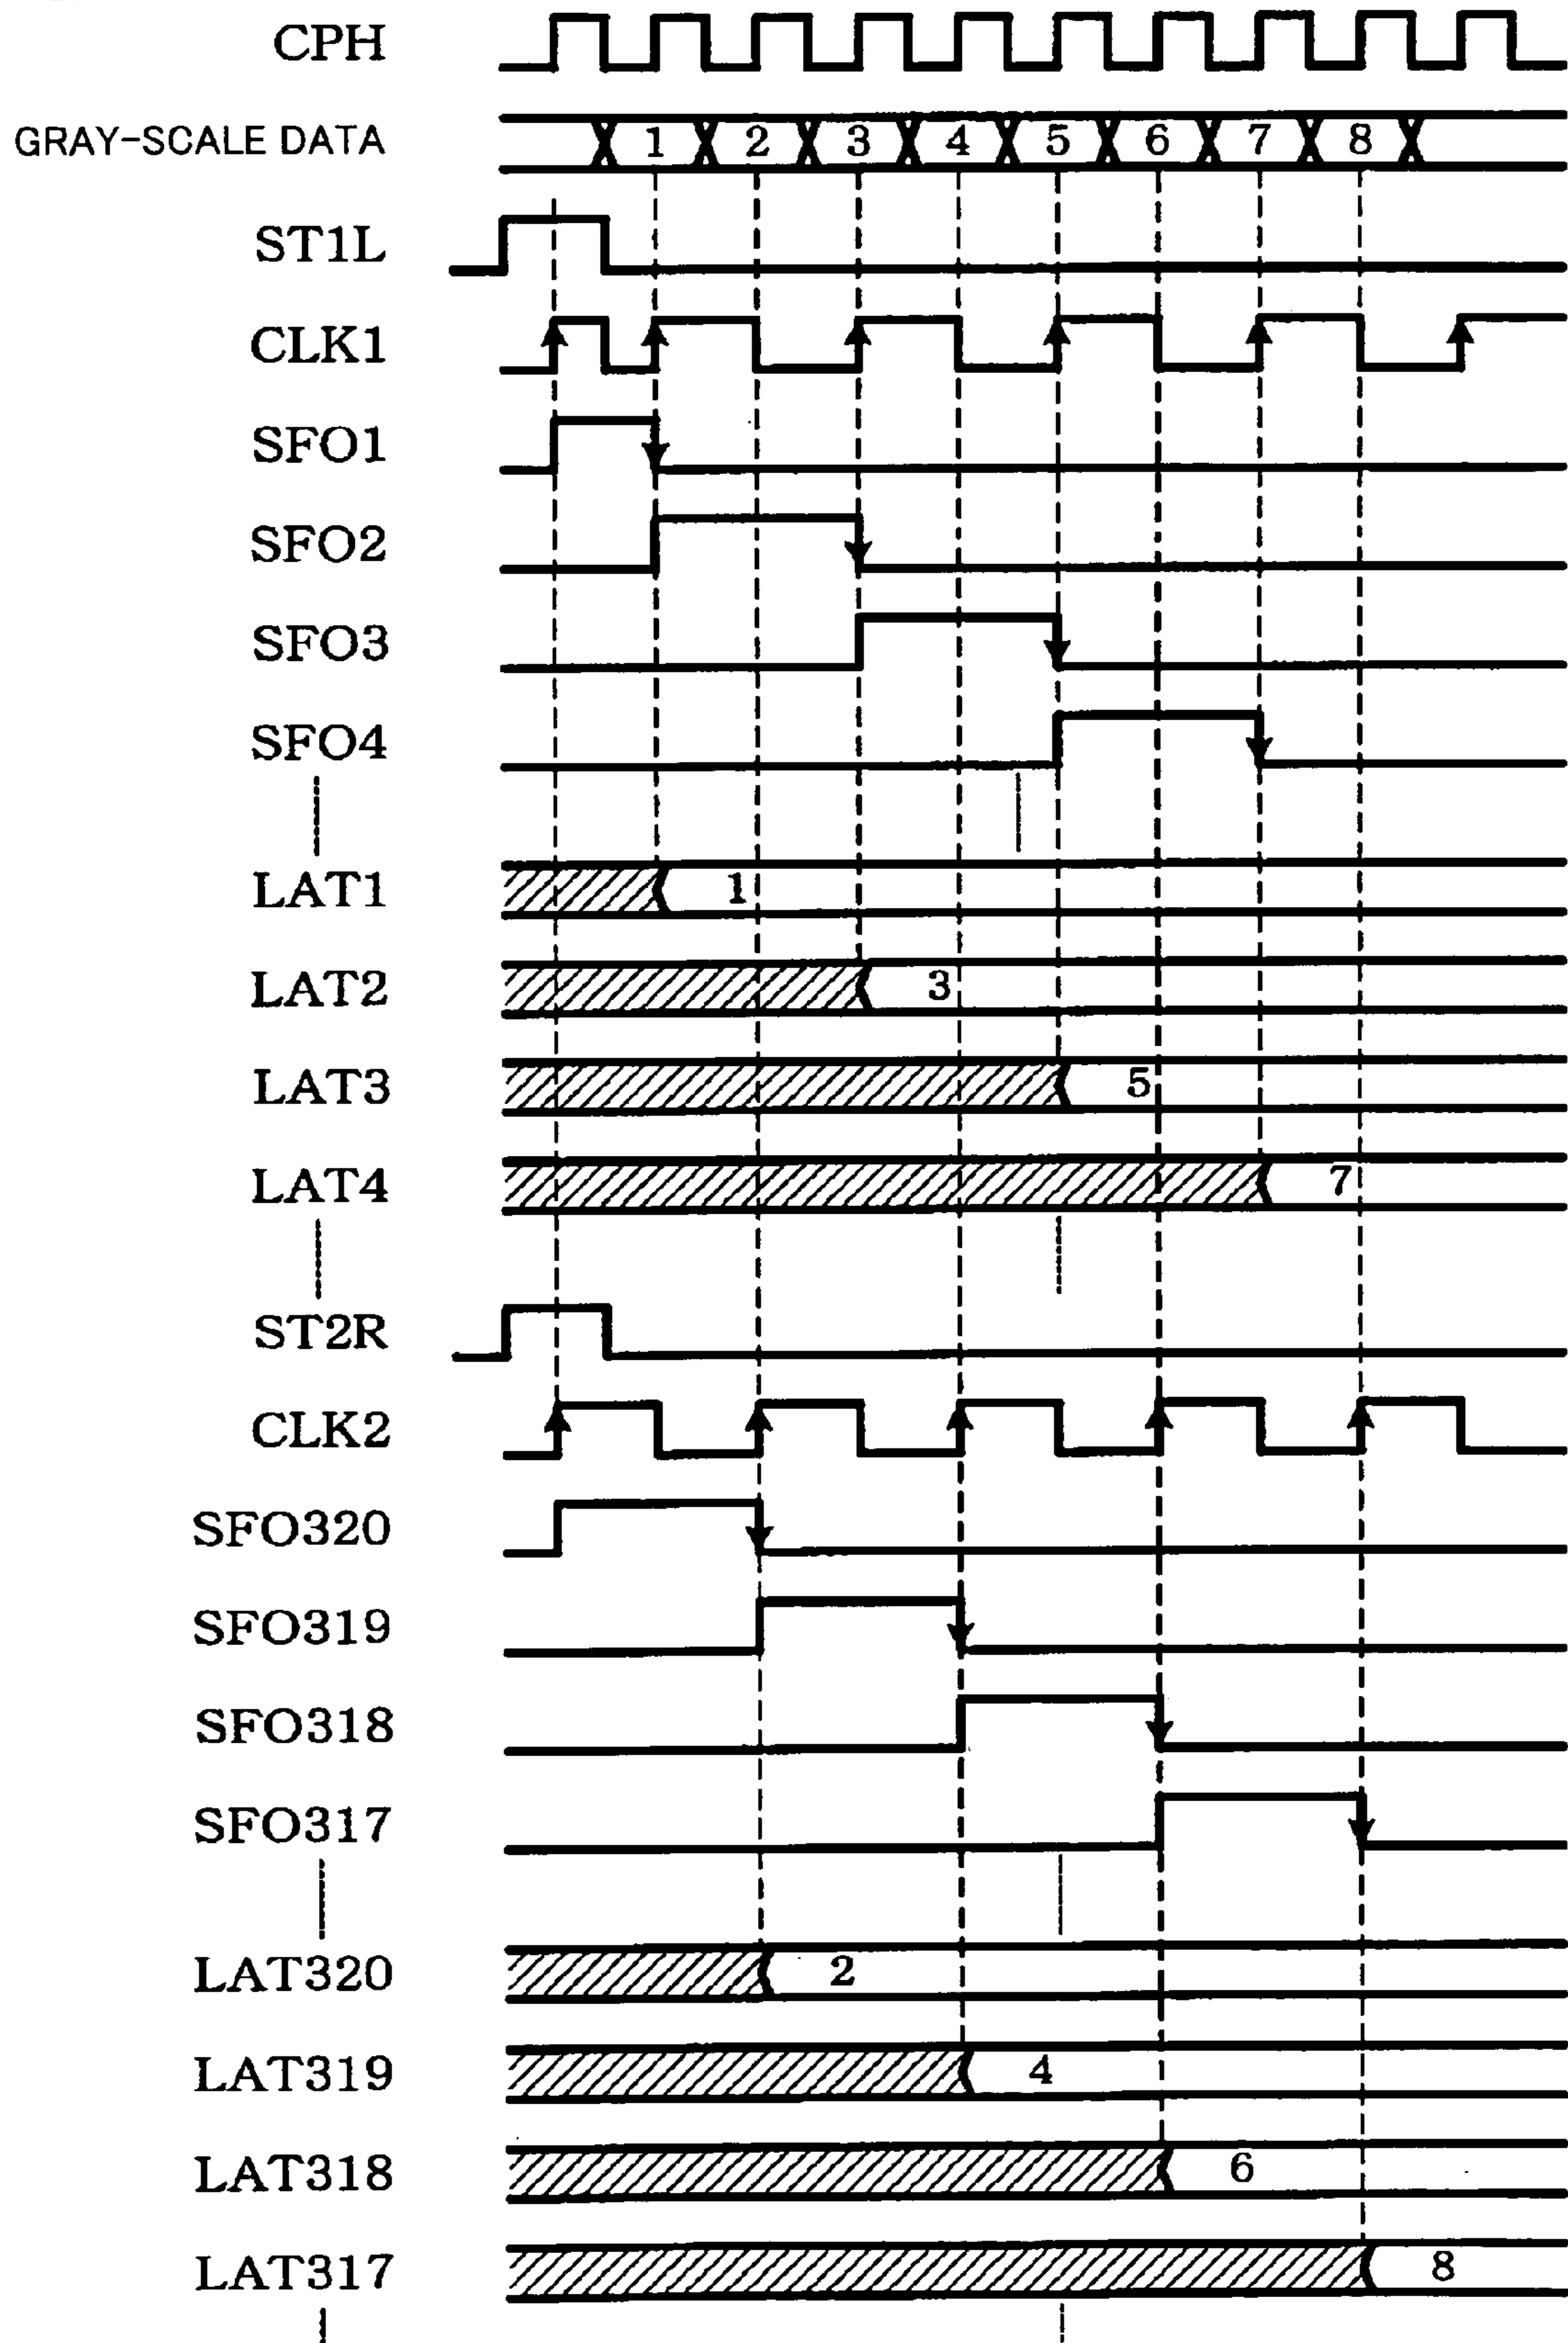 CPH
GRAY-SCALE DATA 1 2 3 4 5 6 7 8
ST1L
CLK1
SFO1
SFO2
SFO3
SFO4
LAT1 1
LAT2 3
LAT3 5
LAT4 7
ST2R
CLK2
SFO320
SFO319
SFO318
SFO317
LAT320 2
LAT319 4
LAT318 6
LAT317 8